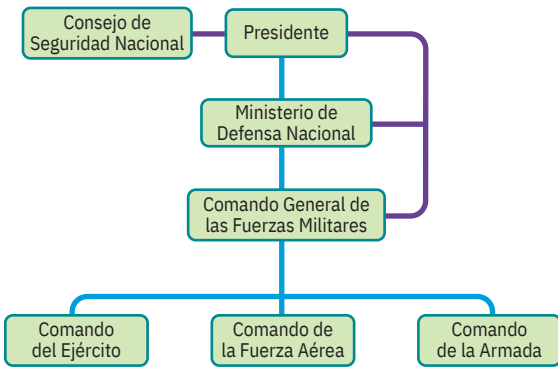 Consejo de
Seguridad Nacional
Presidente
Ministerio de
Defensa Nacional
Comando General de
las Fuerzas Militares
Comando
del Ejército
Comando de
la Fuerza Aérea
Comando
de la Armada